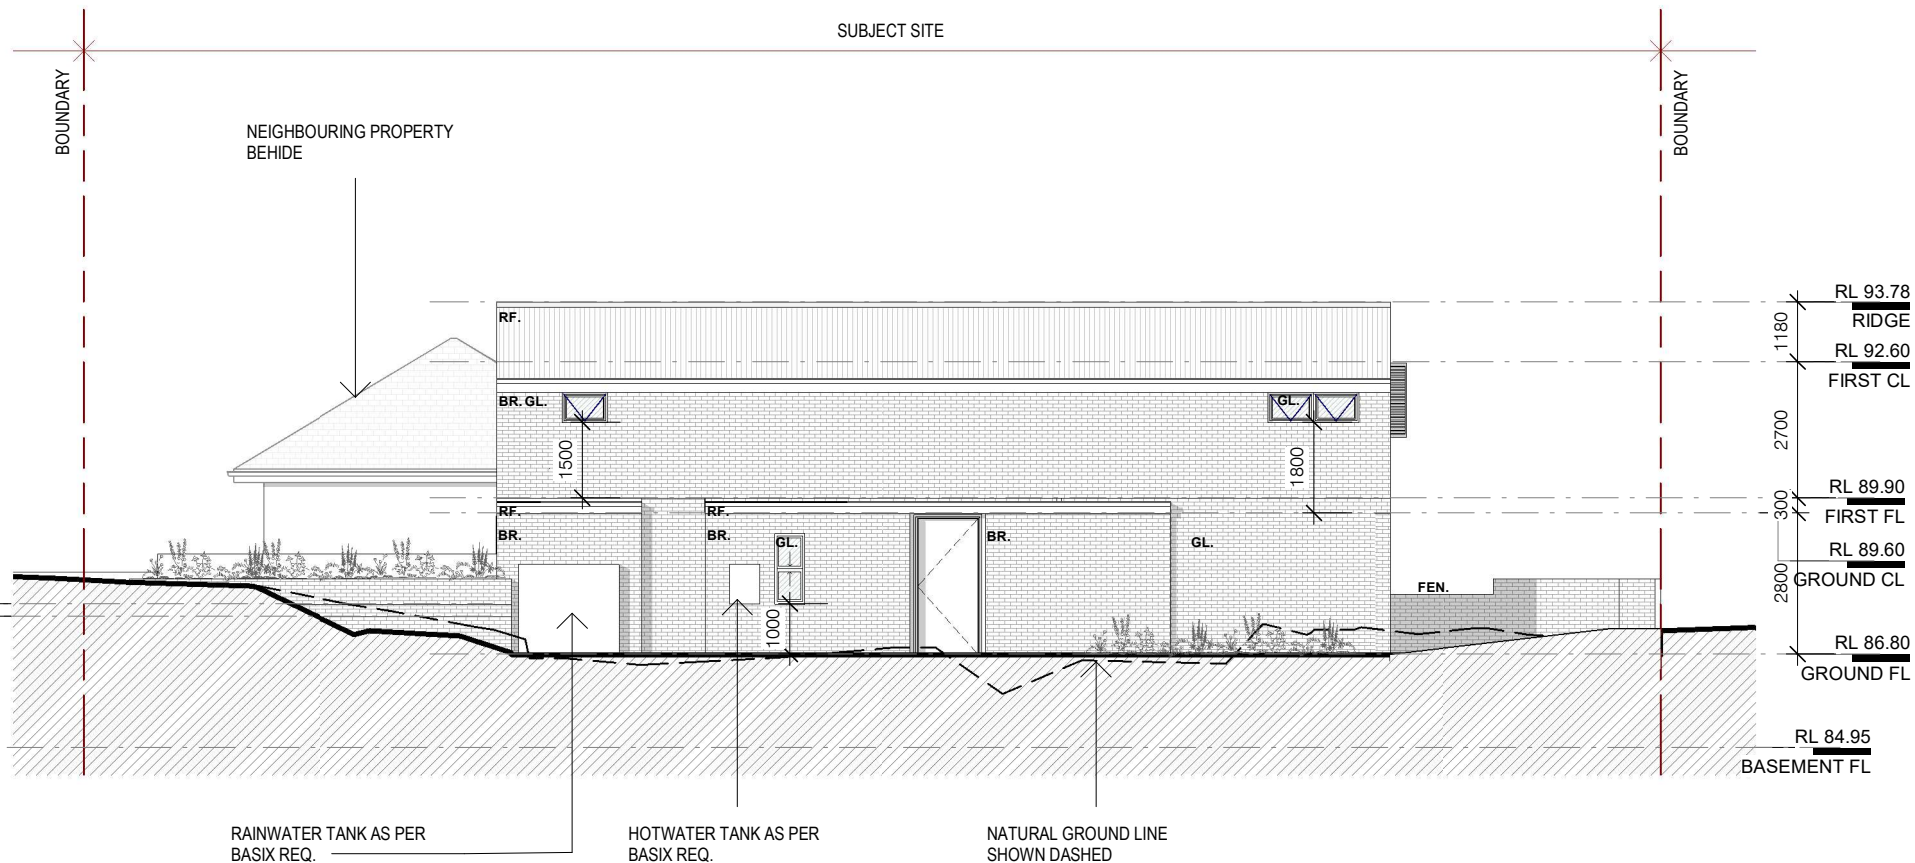 SUBJECT SITE
BOUNDARY
BOUNDARY
NEIGHBOURING PROPERTY
BEHIDE
RL 93.78
RIDGE
1180
RL 92.60
FIRST CL
RF.
BR. GL.
GL.
1500
1800
2700
RL 89.90
FIRST FL
300
RL 89.60
GROUND CL
RF.
BR.
RF.
BR.
GL.
BR.
GL.
FEN.
1000
2800
RL 86.80
GROUND FL
RL 84.95
BASEMENT FL
RAINWATER TANK AS PER
BASIX REQ.
HOTWATER TANK AS PER
BASIX REQ.
NATURAL GROUND LINE
SHOWN DASHED